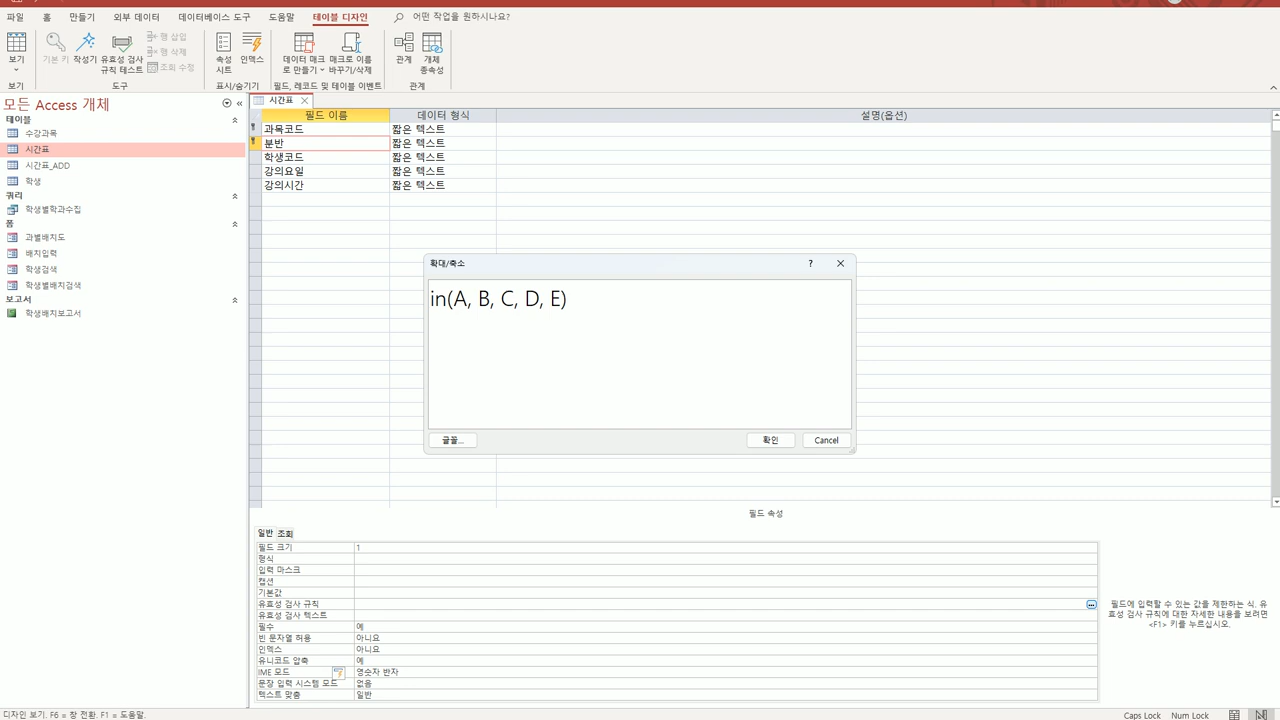 파일 홈 만들기 외부 데이터 데이터베이스 도구 도움말 테이블 디자인 어떤 작업을 원하시나요?
보기 기본 키 작성기 유효성 검사 규칙 테스트 행 삽입 행 삭제 조회 수정 속성 시트 인덱스 데이터 매크로 만들기 매크로 이름 바꾸기/삭제 관계 개체 종속성
보기 도구 표시/숨기기 필드, 레코드 및 테이블 이벤트 관계
모든 Access 개체
테이블
수강과목
시간표
시간표_ADD
학생
쿼리
학생별학과수집
폼
과별배치도
배치입력
학생검색
학생별배치검색
보고서
학생배치보고서
시간표
필드 이름 데이터 형식 설명(옵션)
과목코드 짧은 텍스트
분반 짧은 텍스트
학생코드 짧은 텍스트
강의요일 짧은 텍스트
강의시간 짧은 텍스트
확대/축소 ?
in(A, B, C, D, E)
글꼴... 확인 Cancel
필드 속성
일반 조회
필드 크기 1
형식
입력 마스크
캡션
기본값
유효성 검사 규칙
유효성 검사 텍스트
필수 예
빈 문자열 허용 아니요
인덱스 아니요
유니코드 압축 예
IME 모드 영숫자 반자
문장 입력 시스템 모드 없음
텍스트 맞춤 일반
필드에 입력할 수 있는 값을 제한하는 식. 유
효성 검사 규칙에 대한 자세한 내용을 보려면
<F1> 키를 누르십시오.
디자인 보기. F6 = 창 전환. F1 = 도움말. Caps Lock Num Lock